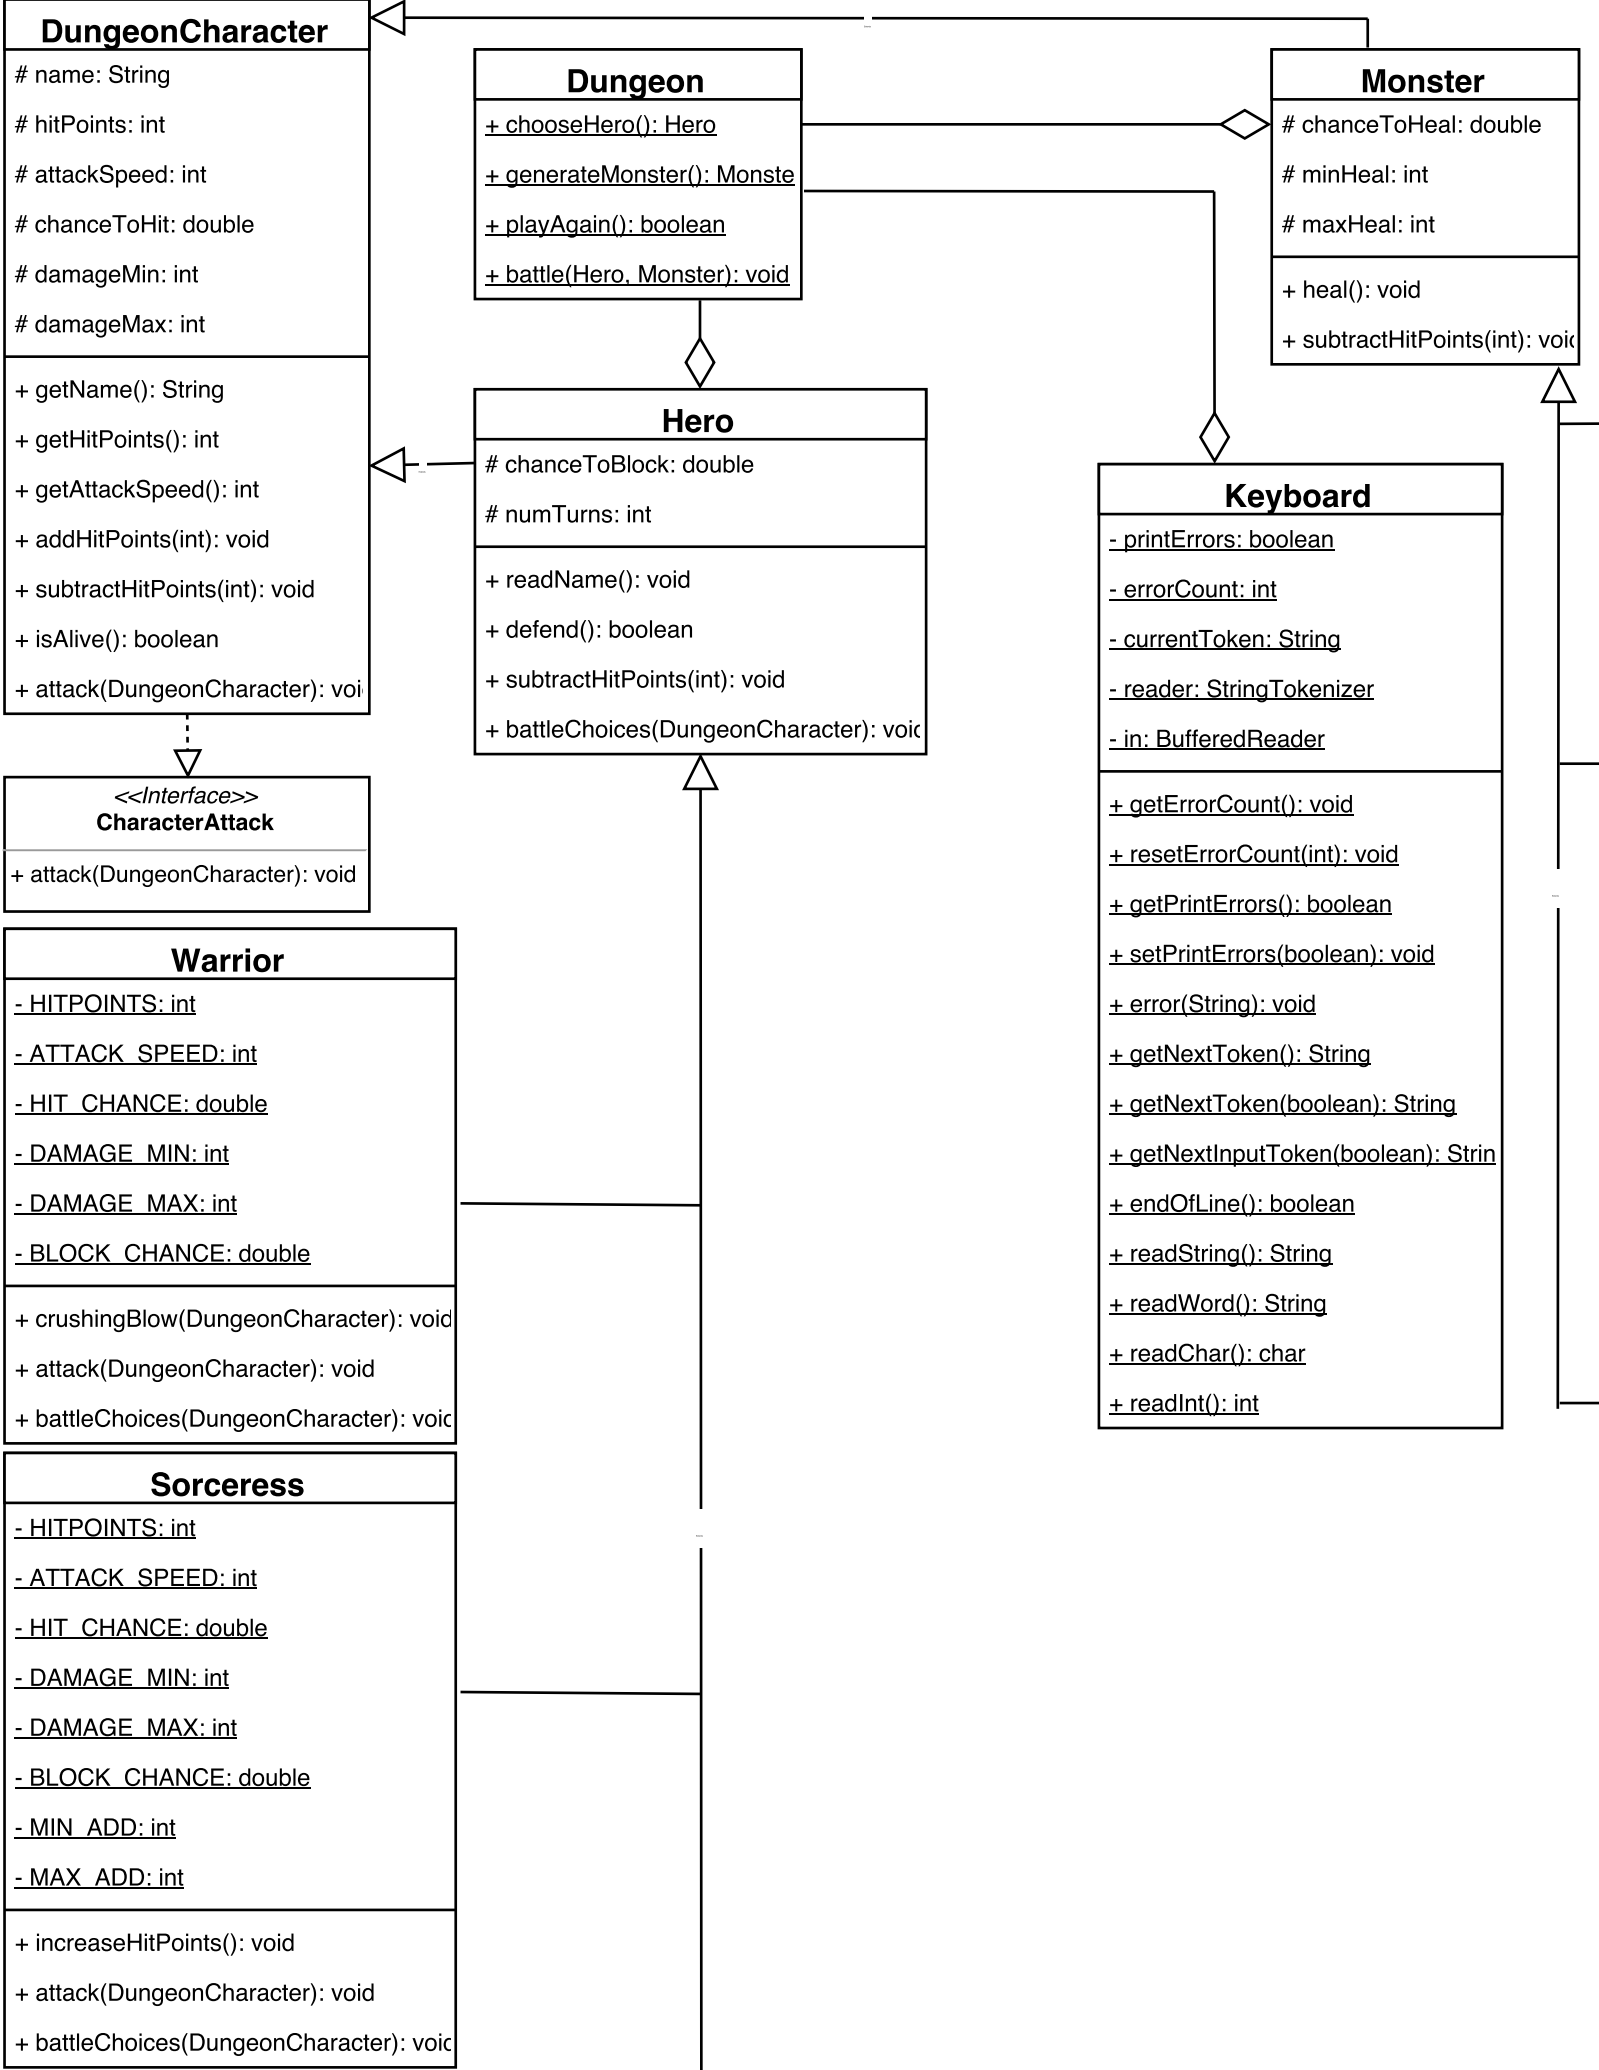 DungeonCharacter
# name: String
# hitPoints: int
# attackSpeed: int
# chanceToHit: double
# damageMin: int
# damageMax: int
+ getName(): String
+ getHitPoints(): int
+ getAttackSpeed(): int
+ addHitPoints(int): void
+ subtractHitPoints(int): void
+ isAlive(): boolean
+ attack(DungeonCharacter): voi
<<Interface>>
CharacterAttack
+ attack(DungeonCharacter): void
Dungeon
+ chooseHero(): Hero
+ generateMonster(): Monste
+ playAgain(): boolean
+ battle(Hero, Monster): void
Monster
# chanceToHeal: double
# minHeal: int
# maxHeal: int
+ heal(): void
+ subtractHitPoints(int): void
Hero
# chanceToBlock: double
# numTurns: int
+ readName(): void
+ defend(): boolean
+ subtractHitPoints(int): void
+ battleChoices(DungeonCharacter): void
Keyboard
- printErrors: boolean
- errorCount: int
- currentToken: String
- reader: StringTokenizer
- in: BufferedReader
+ getErrorCount(): void
+ resetErrorCount(int): void
+ getPrintErrors(): boolean
+ setPrintErrors(boolean): void
+ error(String): void
+ getNextToken(): String
+ getNextToken(boolean): String
+ getNextInputToken(boolean): Strin
+ endOfLine(): boolean
+ readString(): String
+ readWord(): String
+ readChar(): char
+ readInt(): int
Warrior
- HITPOINTS: int
- ATTACK_SPEED: int
- HIT_CHANCE: double
- DAMAGE_MIN: int
- DAMAGE_MAX: int
- BLOCK_CHANCE: double
+ crushingBlow(DungeonCharacter): void
+ attack(DungeonCharacter): void
+ battleChoices(DungeonCharacter): void
Sorceress
- HITPOINTS: int
- ATTACK_SPEED: int
- HIT_CHANCE: double
- DAMAGE_MIN: int
- DAMAGE_MAX: int
- BLOCK_CHANCE: double
- MIN_ADD: int
- MAX_ADD: int
+ increaseHitPoints(): void
+ attack(DungeonCharacter): void
+ battleChoices(DungeonCharacter): void